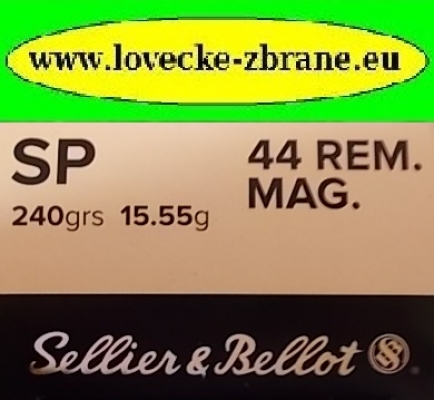 www.lovecke-zbrane.eu
SP
44 REM.
MAG.
240grs 15.55g
Sellier & Bellot